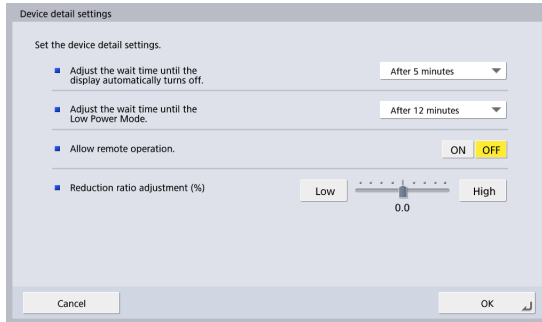 Device detail settings
Set the device detail settings.
Adjust the wait time until the
display automatically turns off.
After 5 minutes
Adjust the wait time until the
Low Power Mode.
After 12 minutes
Allow remote operation.
ON OFF
Reduction ratio adjustment (%)
Low High
0.0
Cancel OK